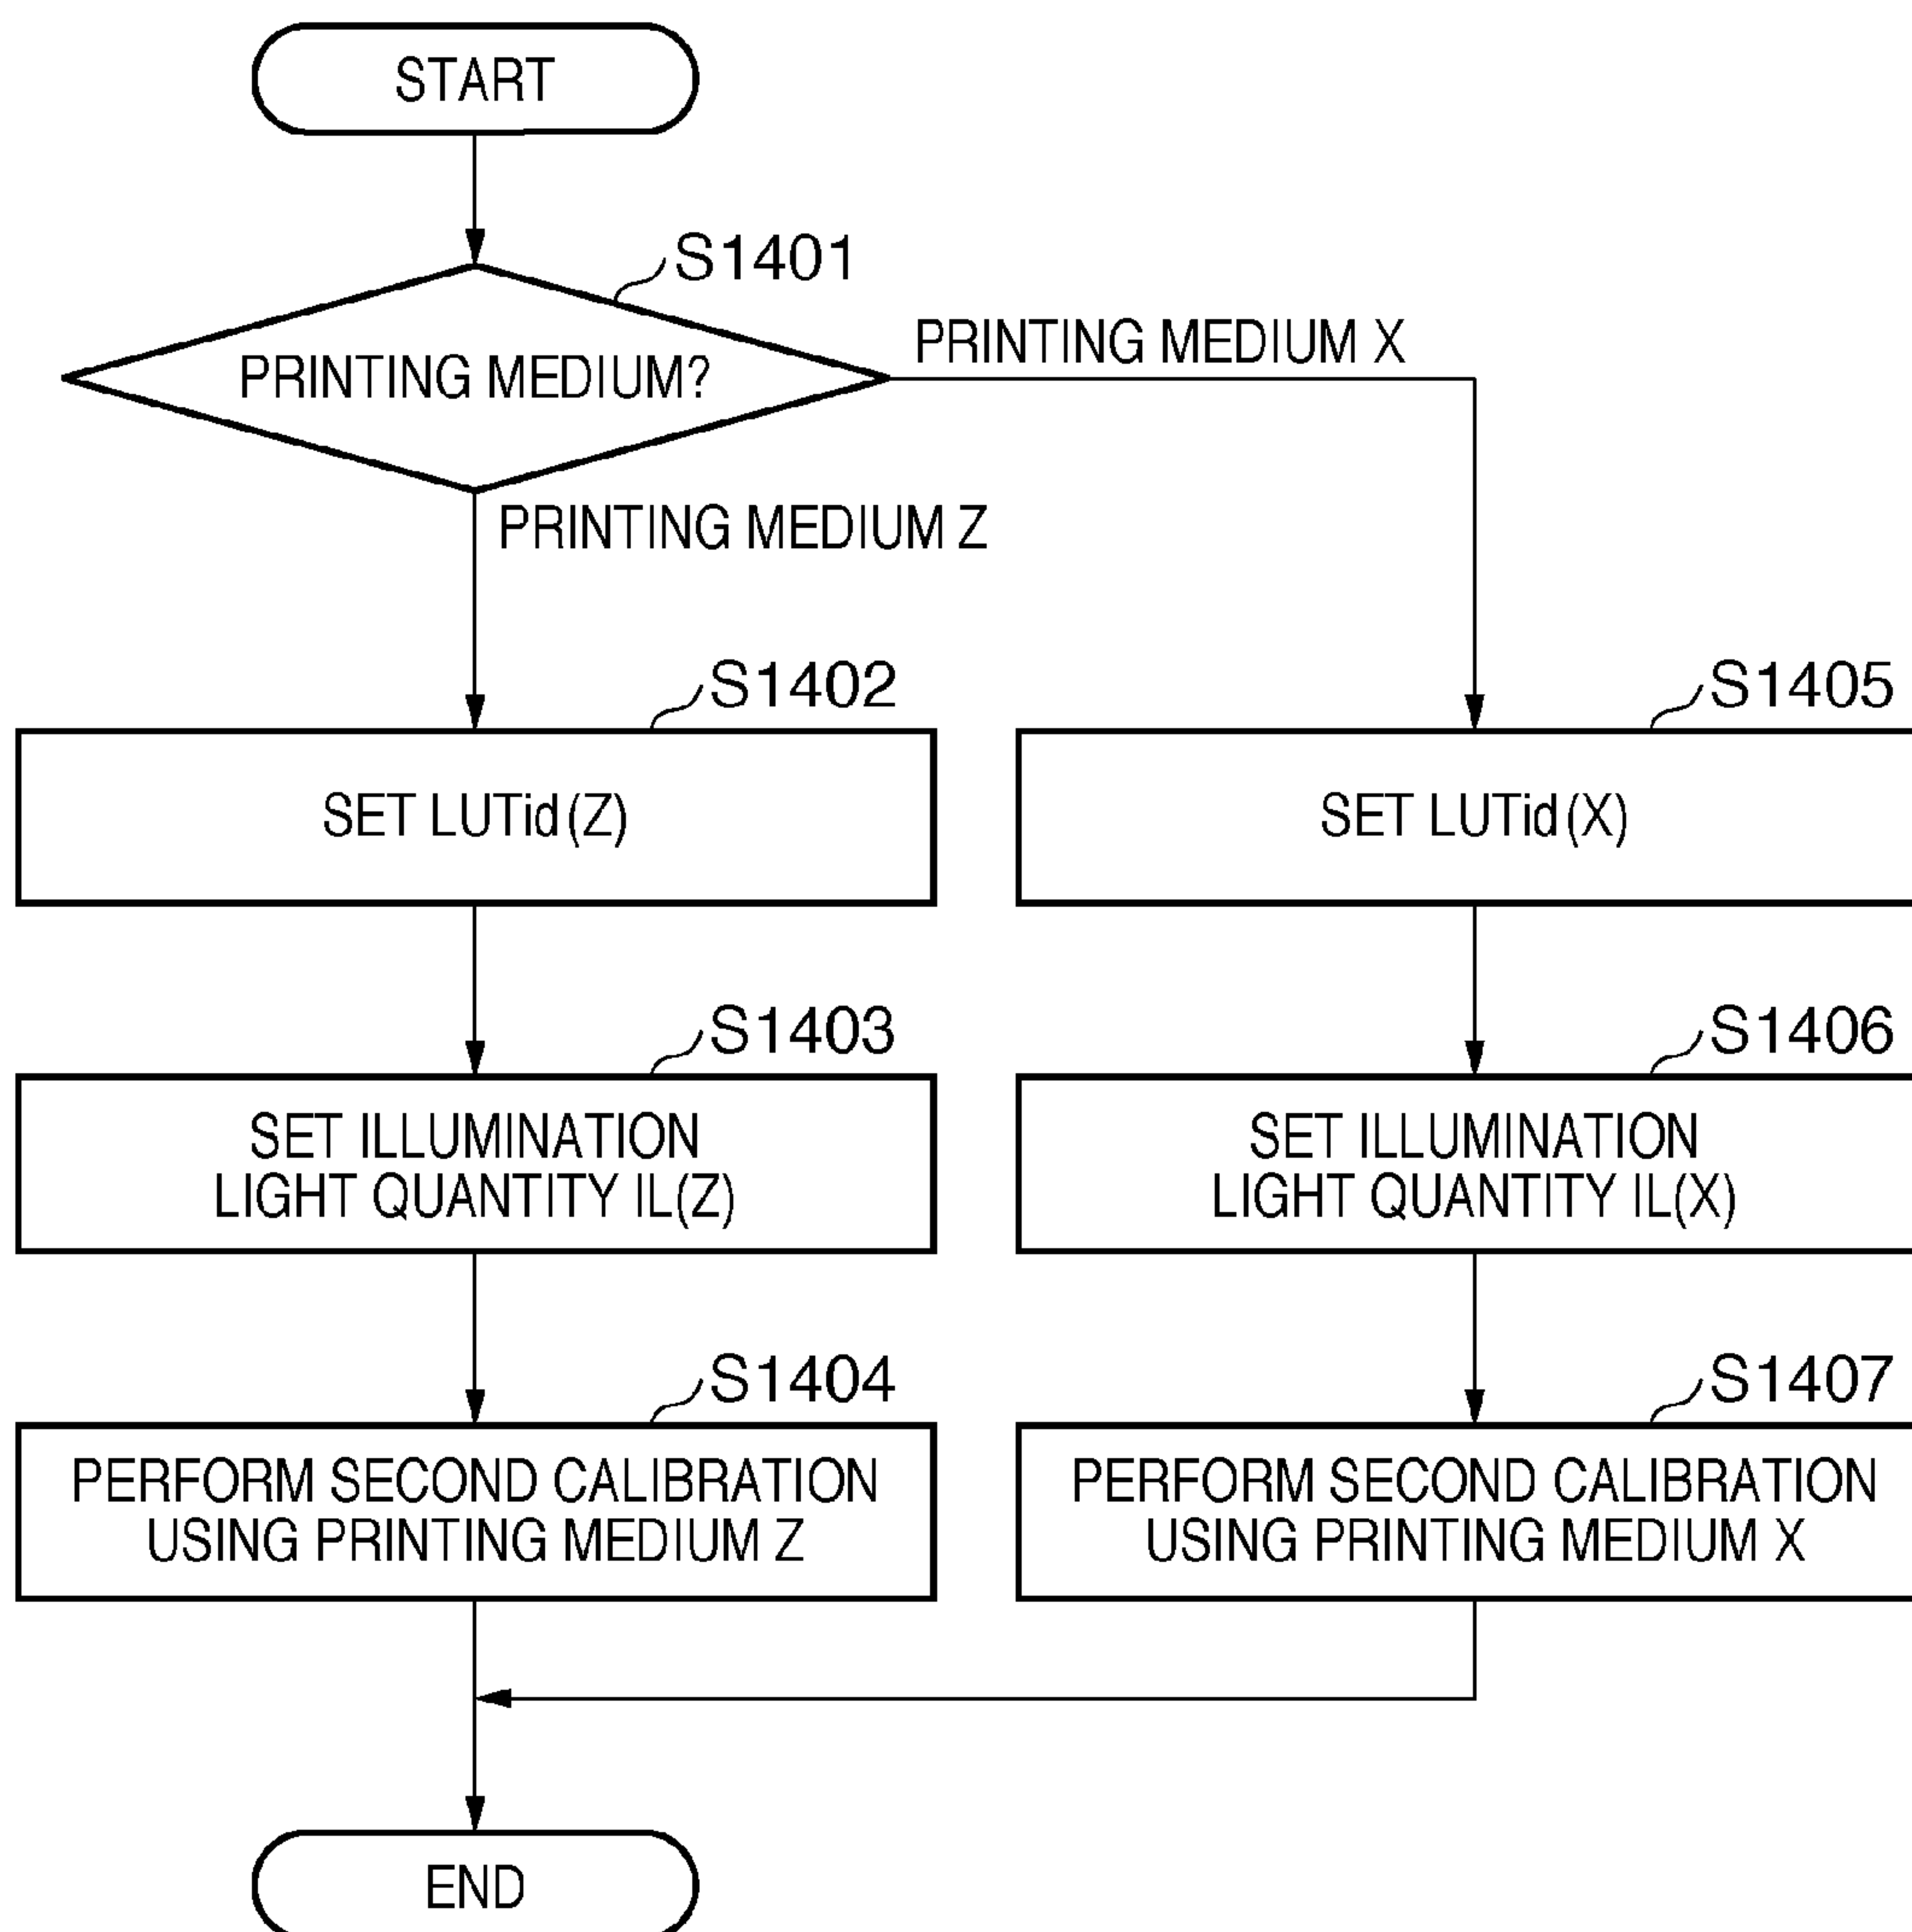 START
S1401
PRINTING MEDIUM?
PRINTING MEDIUM X
PRINTING MEDIUM Z
S1402
SET LUTid(Z)
S1403
SET ILLUMINATION
LIGHT QUANTITY IL(Z)
S1404
PERFORM SECOND CALIBRATION
USING PRINTING MEDIUM Z
S1405
SET LUTid(X)
S1406
SET ILLUMINATION
LIGHT QUANTITY IL(X)
S1407
PERFORM SECOND CALIBRATION
USING PRINTING MEDIUM X
END